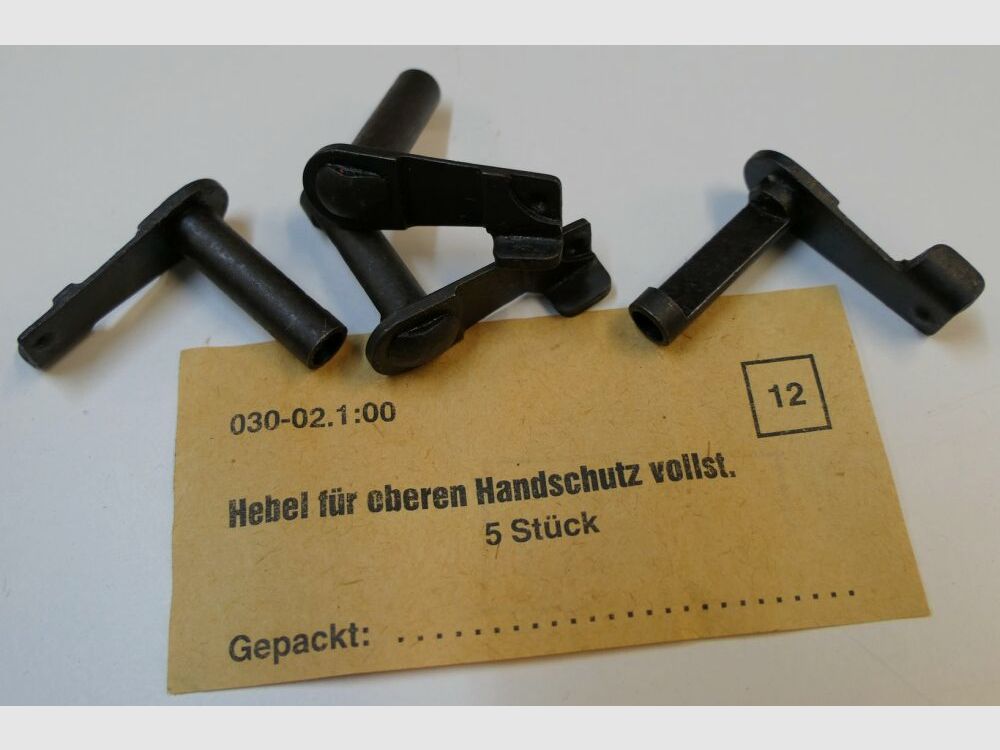 030-02.1:00
12
Hebel für oberen Handschutz vollst.
5 Stück
Gepackt: ........................